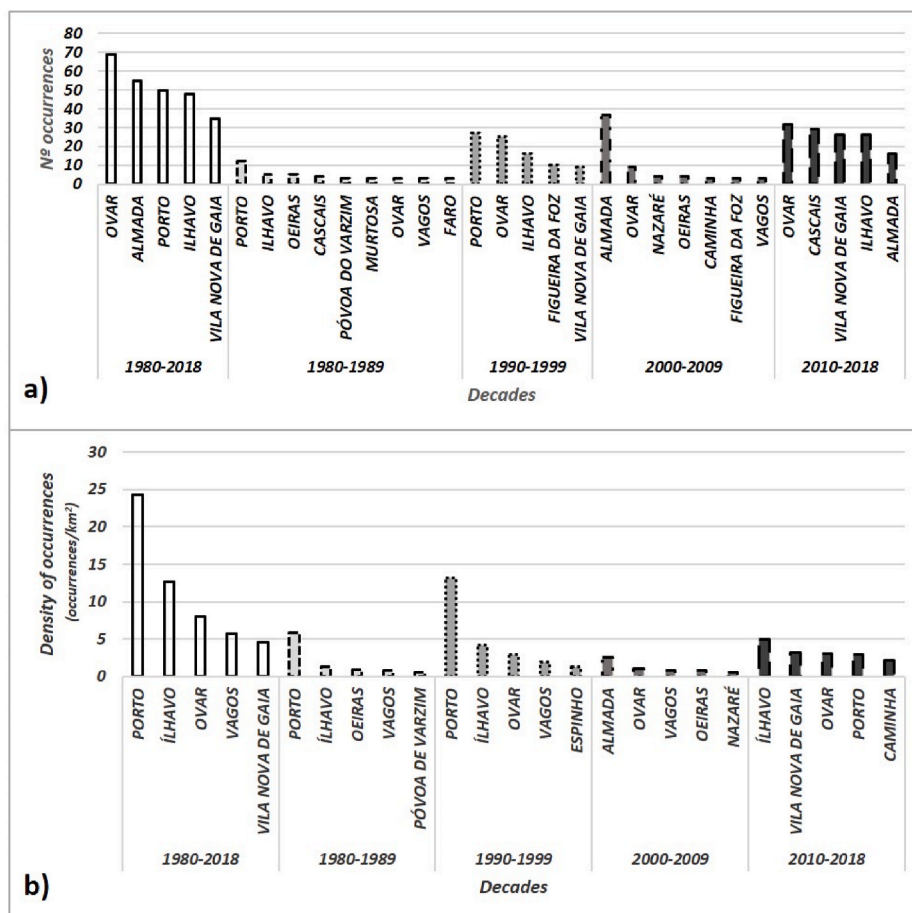 80
70
60
50
40
30
20
10
0
Nº occurrences
OVAR
ALMADA
PORTO
ILHAVO
VILA NOVA DE GAIA
PORTO
ILHAVO
OEIRAS
CASCAIS
PÓVOA DO VARZIM
MURTOSA
OVAR
VAGOS
FARO
PORTO
OVAR
ILHAVO
FIGUEIRA DA FOZ
VILA NOVA DE GAIA
ALMADA
OVAR
NAZARÉ
OEIRAS
CAMINHA
FIGUEIRA DA FOZ
VAGOS
OVAR
CASCAIS
VILA NOVA DE GAIA
ILHAVO
ALMADA
1980-2018 1980-1989 1990-1999 2000-2009 2010-2018
a) Decades
30
25
20
15
10
5
0
Density of occurrences
(occurrences/km²)
PORTO
ÍLHAVO
OVAR
VAGOS
VILA NOVA DE GAIA
PORTO
ÍLHAVO
OEIRAS
VAGOS
PÓVOA DE VARZIM
PORTO
ÍLHAVO
OVAR
VAGOS
ESPINHO
ALMADA
OVAR
VAGOS
OEIRAS
NAZARÉ
ÍLHAVO
VILA NOVA DE GAIA
OVAR
PORTO
CAMINHA
1980-2018 1980-1989 1990-1999 2000-2009 2010-2018
b) Decades